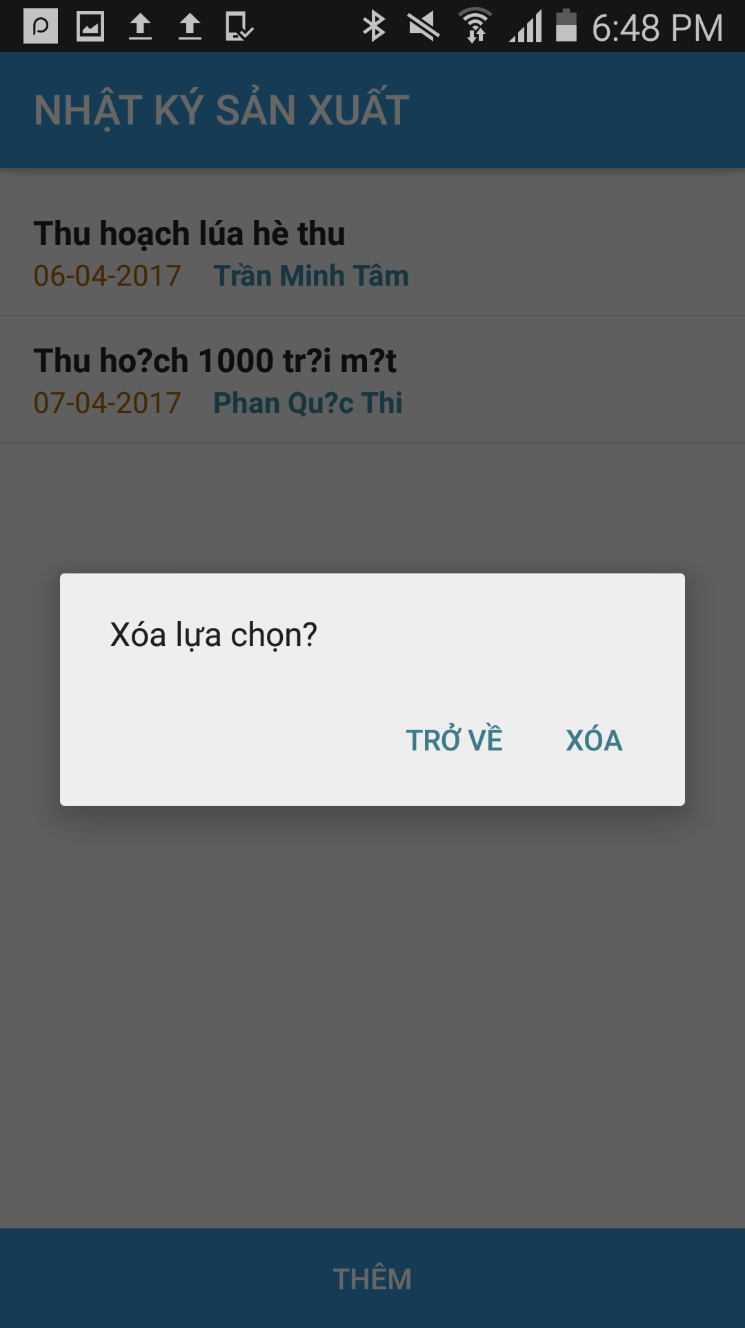 6:48 PM
NHẬT KÝ SẢN XUẤT
Thu hoạch lúa hè thu
06-04-2017 Trần Minh Tâm
Thu ho?ch 1000 tr?i m?t
07-04-2017 Phan Qu?c Thi
Xóa lựa chọn?
TRỞ VỀ XÓA
THÊM